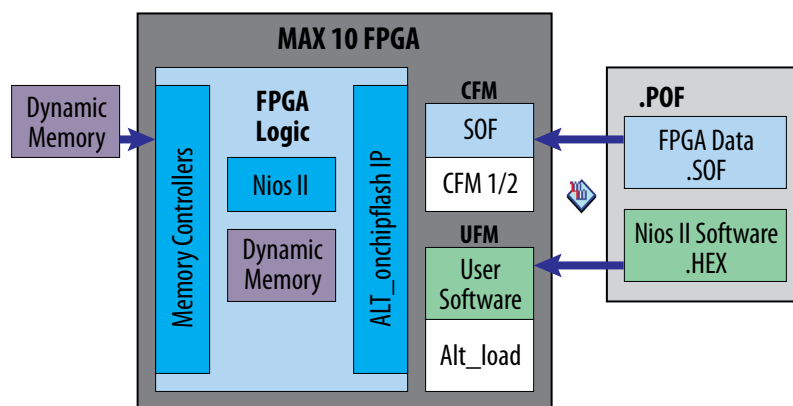 MAX 10 FPGA
Dynamic
Memory
Memory Controllers
FPGA
Logic
Nios II
Dynamic
Memory
ALT_onchipflash IP
CFM
SOF
CFM 1/2
UFM
User
Software
Alt_load
.POF
FPGA Data
.SOF
Nios II Software
.HEX